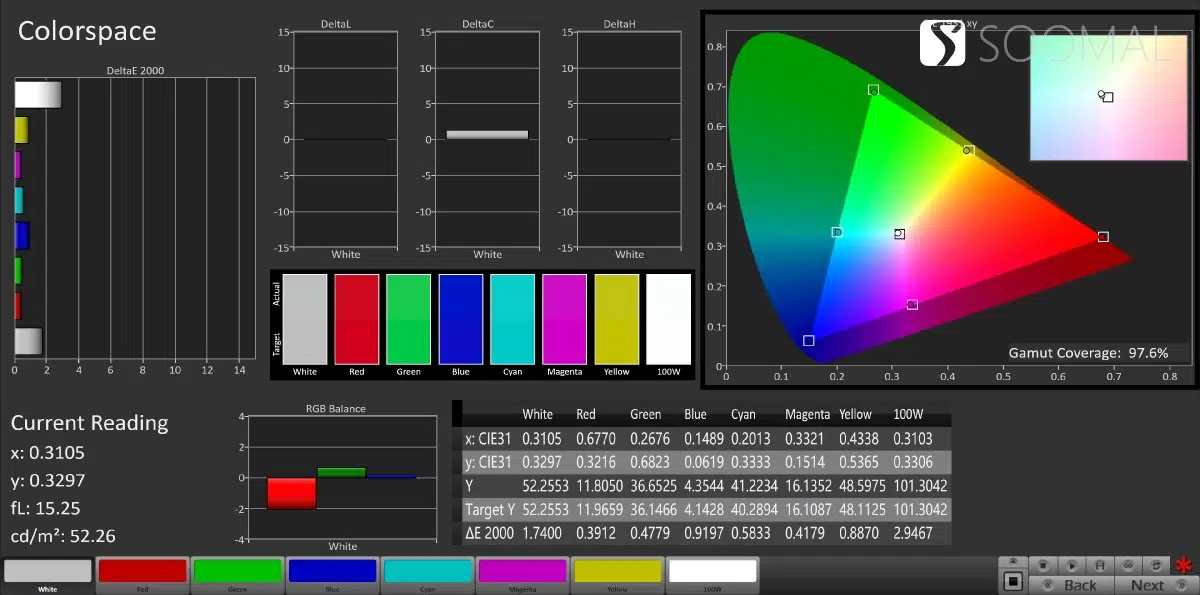 Colorspace
DeltaE 2000
0 2 4 6 8 10 12 14
DeltaL
15
10
5
0
-5
-10
-15
White
DeltaC
15
10
5
0
-5
-10
-15
White
DeltaH
15
10
5
0
-5
-10
-15
White
Actual
Target
White Red Green Blue Cyan Magenta Yellow 100W
xy
SOOMAL
0.8
0.7
0.6
0.5
0.4
0.3
0.2
0.1
0
0 0.1 0.2 0.3 0.4 0.5 0.6 0.7 0.8
Gamut Coverage: 97.6%
Current Reading
x: 0.3105
y: 0.3297
fL: 15.25
cd/m²: 52.26
RGB Balance
4
2
0
-2
-4
White
White Red Green Blue Cyan Magenta Yellow 100W
x: CIE31 0.3105 0.6770 0.2676 0.1489 0.2013 0.3321 0.4338 0.3103
y: CIE31 0.3297 0.3216 0.6823 0.0619 0.3333 0.1514 0.5365 0.3306
Y 52.2553 11.8050 36.6525 4.3544 41.2234 16.1352 48.5975 101.3042
Target Y 52.2553 11.9659 36.1466 4.1428 40.2894 16.1087 48.1125 101.3042
ΔE 2000 1.7400 0.3912 0.4779 0.9197 0.5833 0.4179 0.8870 2.9467
White Red Green Blue Cyan Magenta Yellow 100W
Back Next